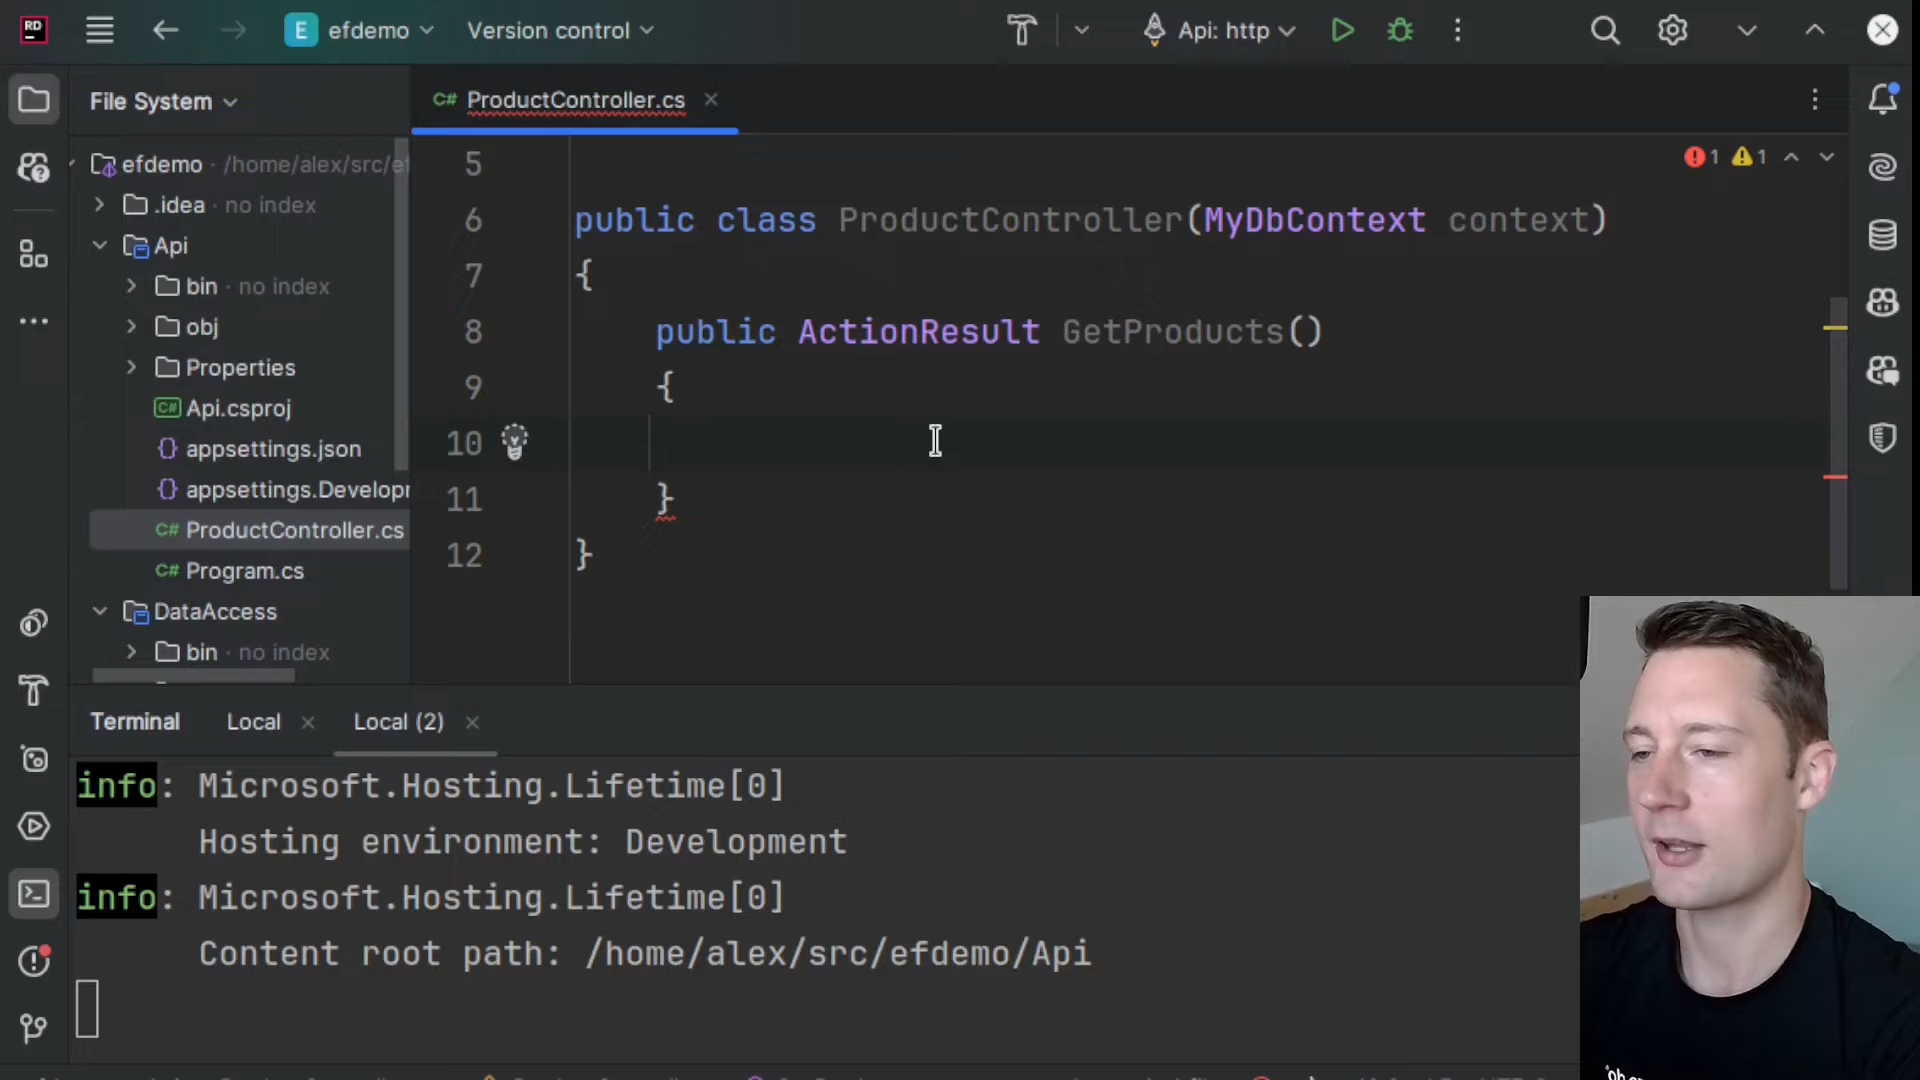 RD
E efdemo
Version control
Api: http
File System
C# ProductController.cs
efdemo · /home/alex/src/ef
.idea · no index
Api
bin · no index
obj
Properties
C# Api.csproj
{} appsettings.json
{} appsettings.Develop
C# ProductController.cs
C# Program.cs
DataAccess
bin · no index
1 1
5
6 public class ProductController(MyDbContext context)
7 {
8 public ActionResult GetProducts()
9 {
10
11 }
12 }
Terminal Local Local (2)
info: Microsoft.Hosting.Lifetime[0]
Hosting environment: Development
info: Microsoft.Hosting.Lifetime[0]
Content root path: /home/alex/src/efdemo/Api